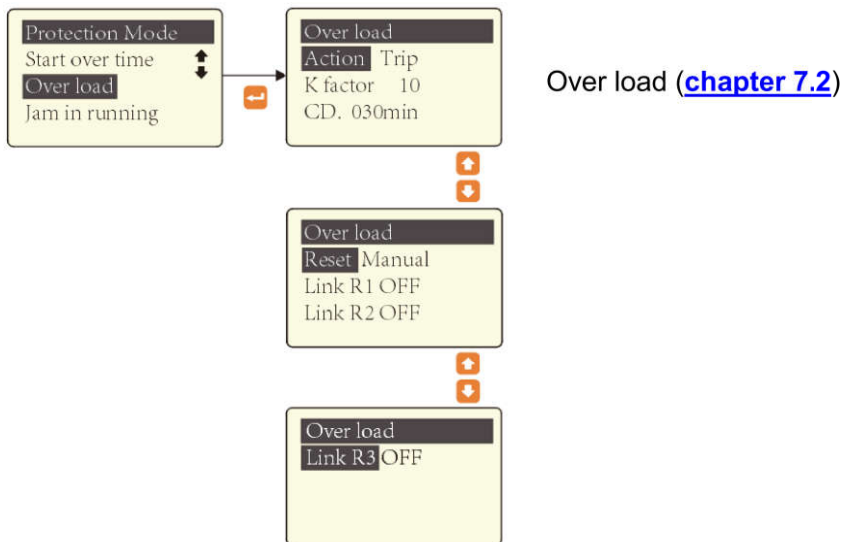 Protection Mode
Start over time
Over load
Jam in running
Over load
Action Trip
K factor 10
CD. 030min
Over load (chapter 7.2)
Over load
Reset Manual
Link R1 OFF
Link R2 OFF
Over load
Link R3 OFF